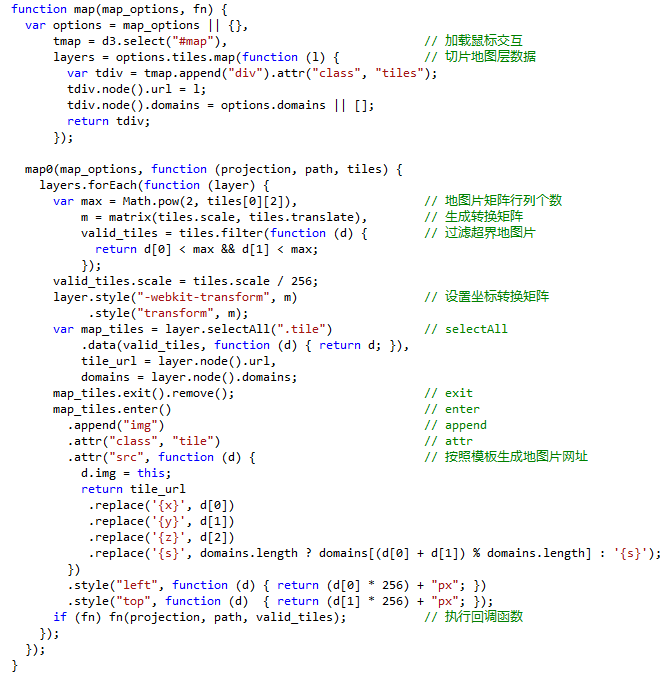 function map(map_options, fn) {
  var options = map_options || {},
      tmap = d3.select("#map"),                            // 加载鼠标交互
      layers = options.tiles.map(function (l) {            // 切片地图层数据
        var tdiv = tmap.append("div").attr("class", "tiles");
        tdiv.node().url = l;
        tdiv.node().domains = options.domains || [];
        return tdiv;
      });

  map0(map_options, function (projection, path, tiles) {
    layers.forEach(function (layer) {
      var max = Math.pow(2, tiles[0][2]),                  // 地图片矩阵行列个数
          m = matrix(tiles.scale, tiles.translate),        // 生成转换矩阵
          valid_tiles = tiles.filter(function (d) {        // 过滤超界地图片
            return d[0] < max && d[1] < max;
          });
      valid_tiles.scale = tiles.scale / 256;
      layer.style("-webkit-transform", m)                  // 设置坐标转换矩阵
           .style("transform", m);
      var map_tiles = layer.selectAll(".tile")             // selectAll
          .data(valid_tiles, function (d) { return d; }),
          tile_url = layer.node().url,
          domains = layer.node().domains;
      map_tiles.exit().remove();                           // exit
      map_tiles.enter()                                    // enter
        .append("img")                                     // append
        .attr("class", "tile")                             // attr
        .attr("src", function (d) {                        // 按照模板生成地图片网址
          d.img = this;
          return tile_url
           .replace('{x}', d[0])
           .replace('{y}', d[1])
           .replace('{z}', d[2])
           .replace('{s}', domains.length ? domains[(d[0] + d[1]) % domains.length] : '{s}');
        })
        .style("left", function (d) { return (d[0] * 256) + "px"; })
        .style("top", function (d)  { return (d[1] * 256) + "px"; });
      if (fn) fn(projection, path, valid_tiles);           // 执行回调函数
    });
  });
}